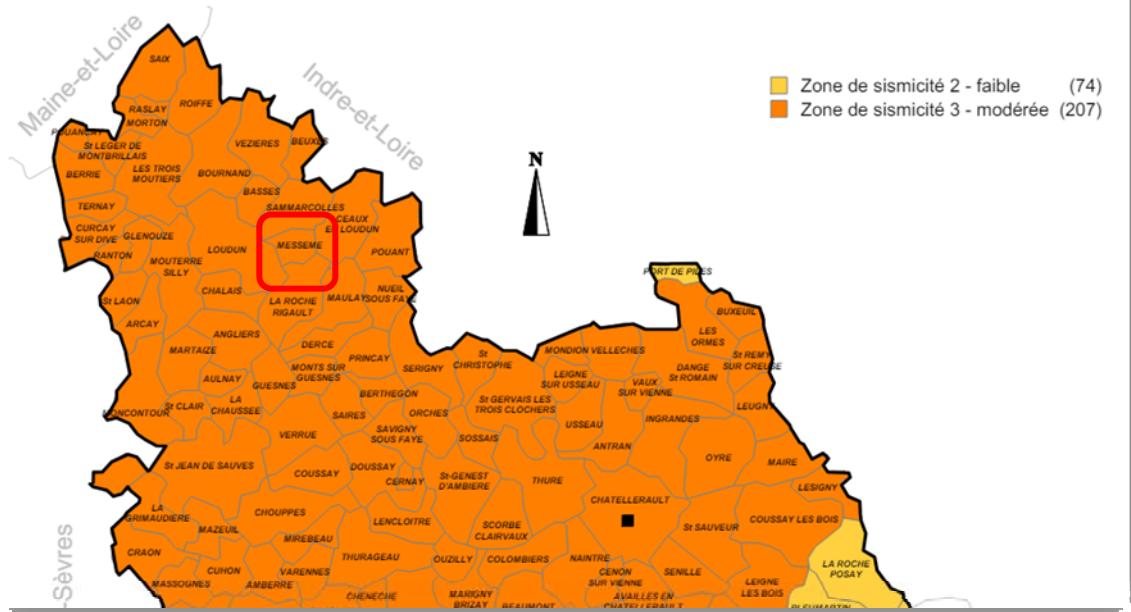 Maine-et-Loire
Indre-et-Loire
Zone de sismicité 2 - faible (74)
Zone de sismicité 3 - modérée (207)
N
SAIX
ROIFFE
RASLAY
MORTON
VEZIERES
BEUXES
St LEGER DE
MONTBRILLAIS
BERRIE
LES TROIS
MOUTIERS
BOURNAND
BASSES
TERNAY
SAMMARCOLLES
CEAUX
EN LOUDUN
CURCAY
SUR DIVE
GLENOUZE
LOUDUN
MESSEME
POUANT
RANTON
MOUTERRE
SILLY
PORT DE PILES
St LAON
CHALAIS
LA ROCHE
RIGAULT
MAULAY
NUEIL
SOUS FAYE
BUXEUIL
ARCAY
ANGLIERS
LES
ORMES
MARTAIZE
DERCE
PRINCAY
St
CHRISTOPHE
MONDION
VELLECHES
St REMY
SUR CREUSE
AULNAY
GUESNES
MONTS SUR
GUESNES
SERIGNY
LEIGNE
SUR USSEAU
VAUX
SUR VIENNE
DANGE
St ROMAIN
MONCONTOUR
St CLAIR
LA
CHAUSSEE
SAIRES
BERTHEGON
ORCHES
St GERVAIS LES
TROIS CLOCHERS
LEUGNY
INGRANDES
VERRUE
SAVIGNY
SOUS FAYE
SOSSAIS
USSEAU
ANTRAN
OYRE
MAIRE
St JEAN DE SAUVES
COUSSAY
DOUSSAY
CERNAY
St-GENEST
D'AMBIERE
THURE
LESIGNY
LA
GRIMAUDIERE
MAZEUIL
CHOUPPES
LENCLOITRE
SCORBE
CLAIRVAUX
CHATELLERAULT
St SAUVEUR
COUSSAY LES BOIS
MIREBEAU
CRAON
THURAGEAU
OUZILLY
COLOMBIERS
NAINTRE
LA ROCHE
POSAY
MASSOGNES
CUHON
VARENNES
AMBERRE
CENON
SUR VIENNE
SENILLE
LEIGNE
LES BOIS
CHENECHE
MARIGNY
BRIZAY
BEAUMONT
AVAILLES EN
CHATELLERAULT
PLEUMARTIN
-Sèvres